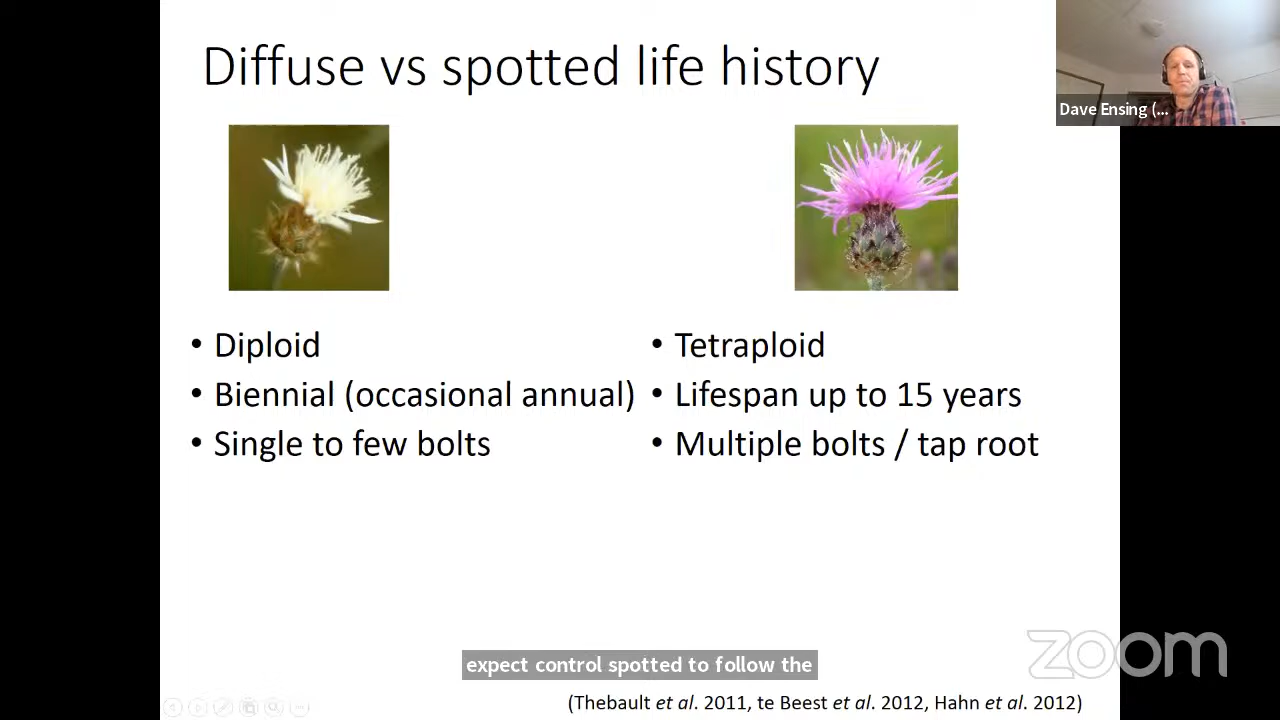 Diffuse vs spotted life history
Dave Ensing (...
• Diploid
• Biennial (occasional annual)
• Single to few bolts
• Tetraploid
• Lifespan up to 15 years
• Multiple bolts / tap root
expect control spotted to follow the
zoom
(Thebault et al. 2011, te Beest et al. 2012, Hahn et al. 2012)